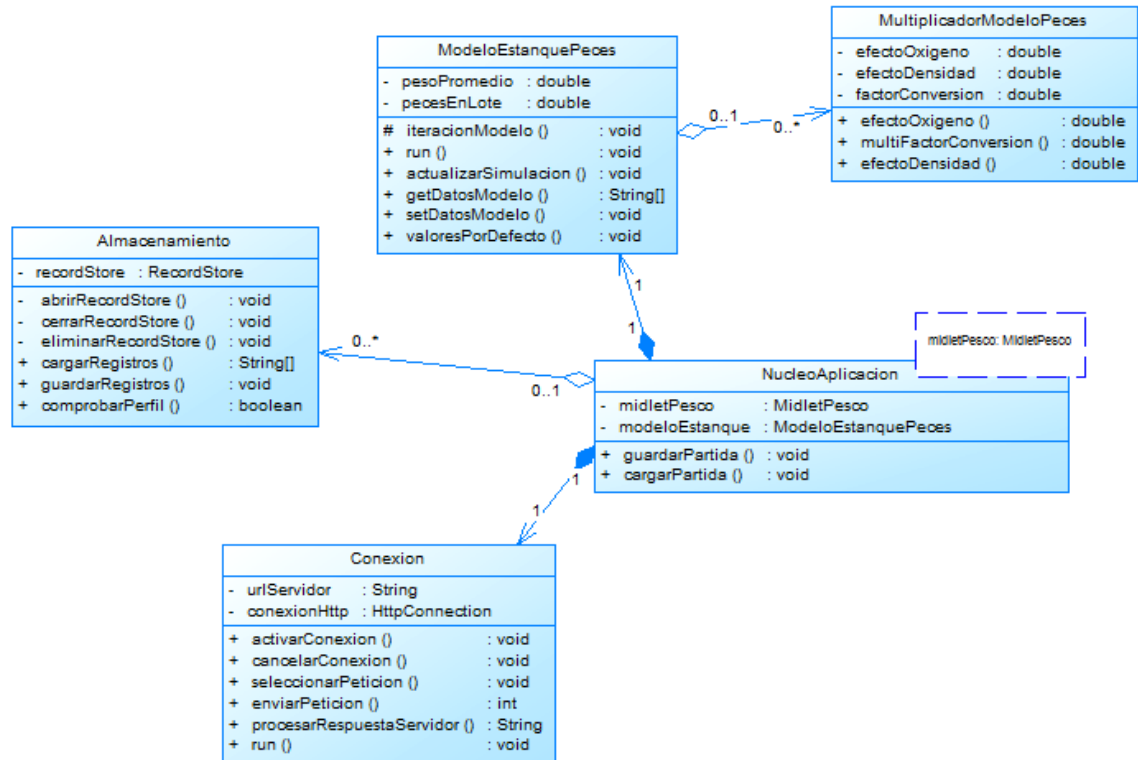 MultiplicadorModeloPeces
- efectoOxigeno : double
- efectoDensidad : double
- factorConversion : double
+ efectoOxigeno () : double
+ multiFactorConversion () : double
+ efectoDensidad () : double
ModeloEstanquePeces
- pesoPromedio : double
- pecesEnLote : double
# iteracionModelo () : void
+ run () : void
+ actualizarSimulacion () : void
+ getDatosModelo () : String[]
+ setDatosModelo () : void
+ valoresPorDefecto () : void
0..1
0..*
Almacenamiento
- recordStore : RecordStore
- abrirRecordStore () : void
- cerrarRecordStore () : void
- eliminarRecordStore () : void
+ cargarRegistros () : String[]
+ guardarRegistros () : void
+ comprobarPerfil () : boolean
0..*
0..1
1
1
midletPesco: MidletPesco
NucleoAplicacion
- midletPesco : MidletPesco
- modeloEstanque : ModeloEstanquePeces
+ guardarPartida () : void
+ cargarPartida () : void
1
1
Conexion
- urlServidor : String
- conexionHttp : HttpConnection
+ activarConexion () : void
+ cancelarConexion () : void
+ seleccionarPeticion () : void
+ enviarPeticion () : int
+ procesarRespuestaServidor () : String
+ run () : void